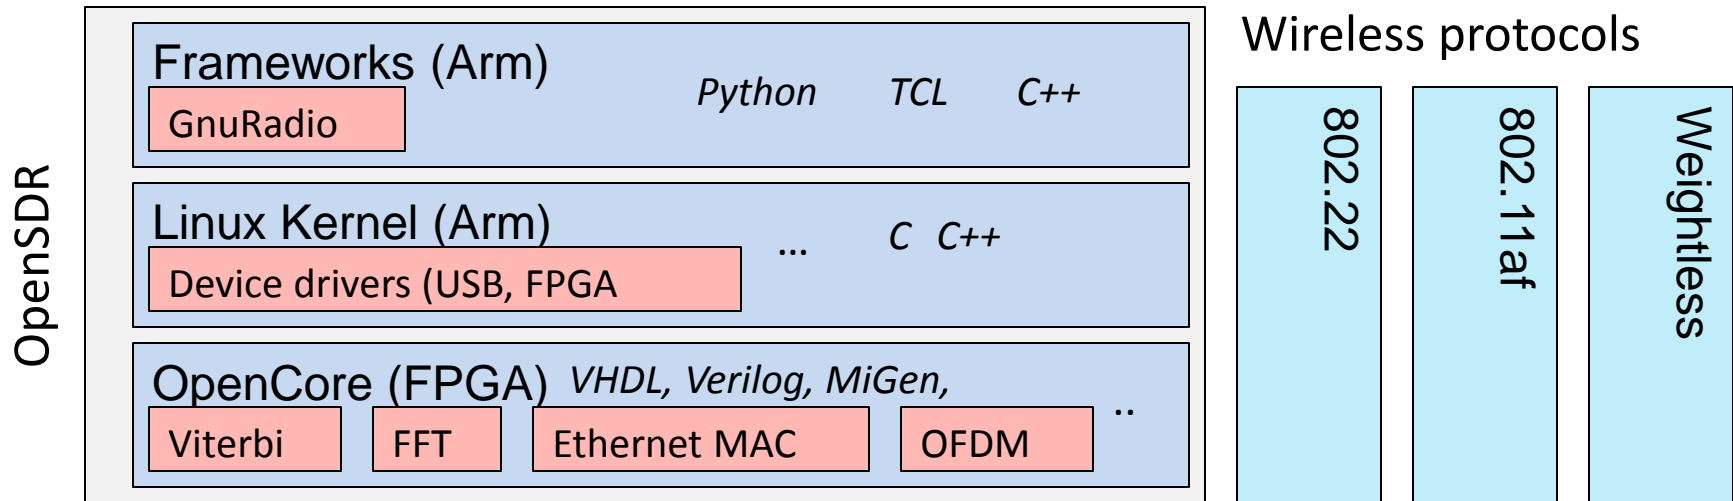 OpenSDR
Frameworks (Arm)
Python TCL C++
GnuRadio
Linux Kernel (Arm)
... C C++
Device drivers (USB, FPGA
OpenCore (FPGA) VHDL, Verilog, MiGen,
..
Viterbi FFT Ethernet MAC OFDM
Wireless protocols
802.22
802.11af
Weightless